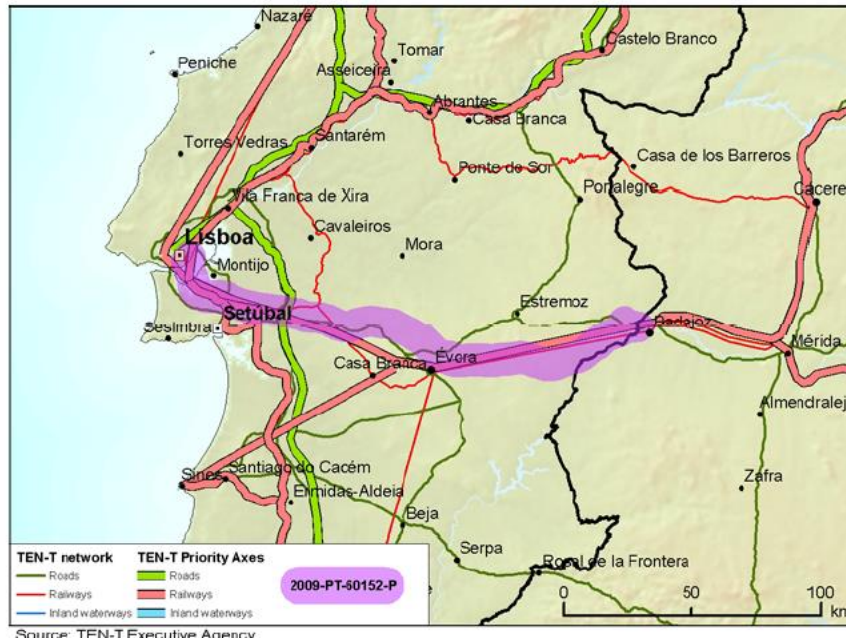 Nazaré
Tomar
Castelo Branco
Peniche
Asseiceira
Abrantes
Casa Branca
Torres Vedras
Santarém
Ponte de Sor
Casa de los Barreros
Portalegre
Cacere
Vila Franca de Xira
Cavaleiros
Mora
Lisboa
Montijo
Setúbal
Estremoz
Sesimbra
Badajoz
Mérida
Casa Branca
Évora
Almendralej
Santiago do Cacém
Sines
Ermidas-Aldeia
Zafra
Beja
Serpa
Rosal de la Frontera
TEN-T network
TEN-T Priority Axes
Roads
Roads
Railways
Railways
Inland waterways
Inland waterways
2009-PT-60152-P
0 50 100
km
Source: TEN-T Executive Agency